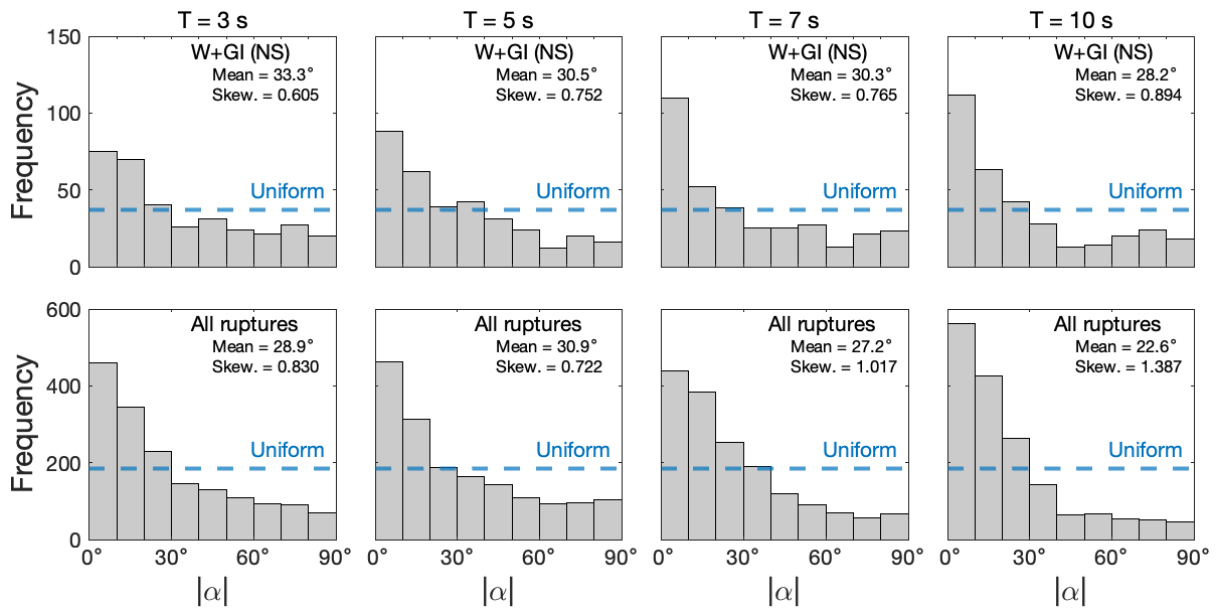 T = 3 s
T = 5 s
T = 7 s
T = 10 s
150
100
50
0
Frequency
W+GI (NS)
Mean = 33.3°
Skew. = 0.605
Uniform
W+GI (NS)
Mean = 30.5°
Skew. = 0.752
Uniform
W+GI (NS)
Mean = 30.3°
Skew. = 0.765
Uniform
W+GI (NS)
Mean = 28.2°
Skew. = 0.894
Uniform
600
400
200
0
Frequency
All ruptures
Mean = 28.9°
Skew. = 0.830
Uniform
All ruptures
Mean = 30.9°
Skew. = 0.722
Uniform
All ruptures
Mean = 27.2°
Skew. = 1.017
Uniform
All ruptures
Mean = 22.6°
Skew. = 1.387
Uniform
0° 30° 60° 90°
0° 30° 60° 90°
0° 30° 60° 90°
0° 30° 60° 90°
|α|
|α|
|α|
|α|